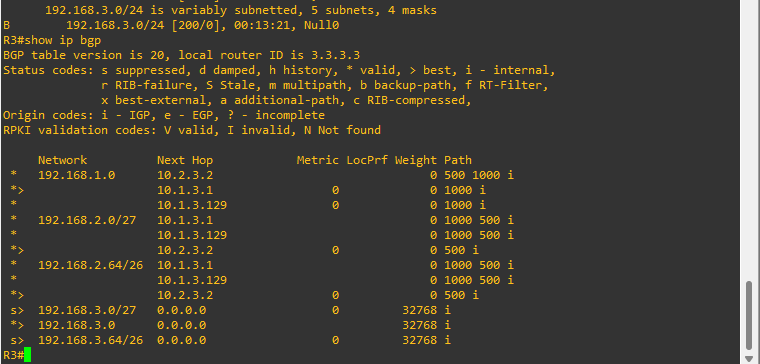 192.168.3.0/24 is variably subnetted, 5 subnets, 4 masks
B        192.168.3.0/24 [200/0], 00:13:21, Null0
R3#show ip bgp
BGP table version is 20, local router ID is 3.3.3.3
Status codes: s suppressed, d damped, h history, * valid, > best, i - internal,
              r RIB-failure, S Stale, m multipath, b backup-path, f RT-Filter,
              x best-external, a additional-path, c RIB-compressed,
Origin codes: i - IGP, e - EGP, ? - incomplete
RPKI validation codes: V valid, I invalid, N Not found

     Network          Next Hop            Metric LocPrf Weight Path
 *   192.168.1.0      10.2.3.2                               0 500 1000 i
 *>                   10.1.3.1                 0             0 1000 i
 *                    10.1.3.129               0             0 1000 i
 *   192.168.2.0/27   10.1.3.1                               0 1000 500 i
 *                    10.1.3.129                             0 1000 500 i
 *>                   10.2.3.2                 0             0 500 i
 *   192.168.2.64/26  10.1.3.1                               0 1000 500 i
 *                    10.1.3.129                             0 1000 500 i
 *>                   10.2.3.2                 0             0 500 i
 s>  192.168.3.0/27   0.0.0.0                  0         32768 i
 *>  192.168.3.0      0.0.0.0                            32768 i
 s>  192.168.3.64/26  0.0.0.0                  0         32768 i
R3#